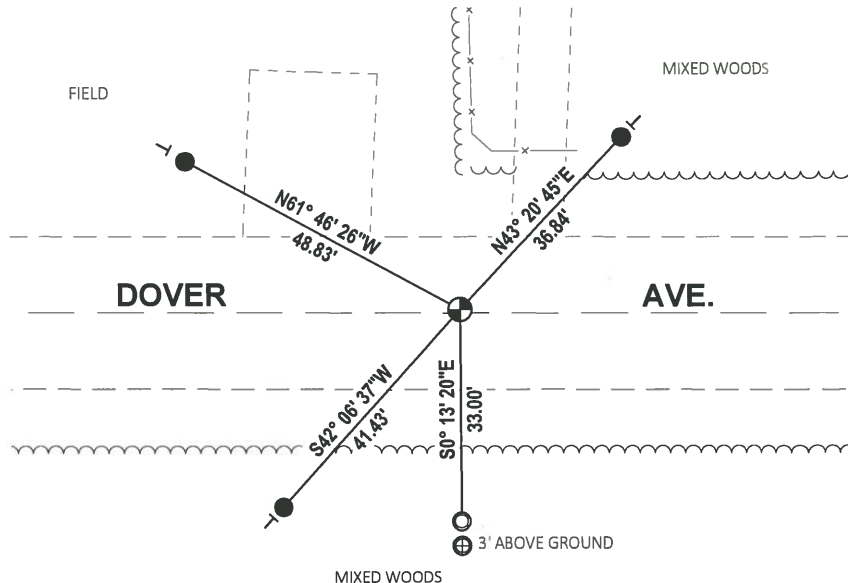 MIXED WOODS
FIELD
N61° 46' 26"W
48.83'
N43° 20' 45"E
36.84'
DOVER AVE.
S42° 06' 37"W
41.43'
S0° 13' 20"E
33.00'
3' ABOVE GROUND
MIXED WOODS